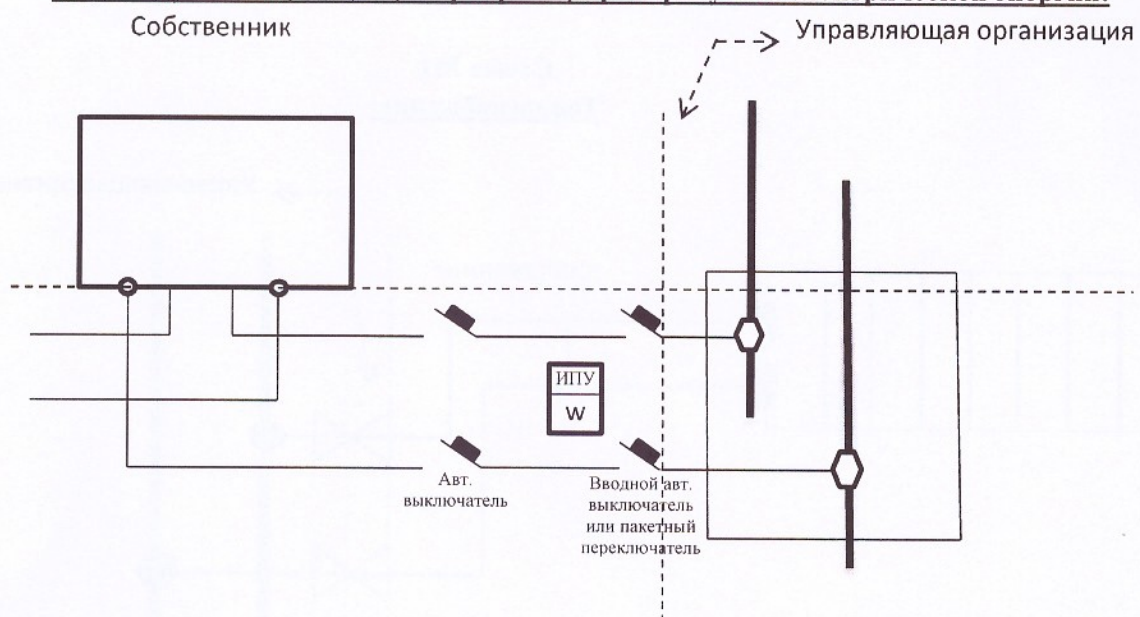 Собственник
Управляющая организация
ИПУ
W
Авт.
выключатель
Вводной авт.
выключатель
или пакетный
переключатель